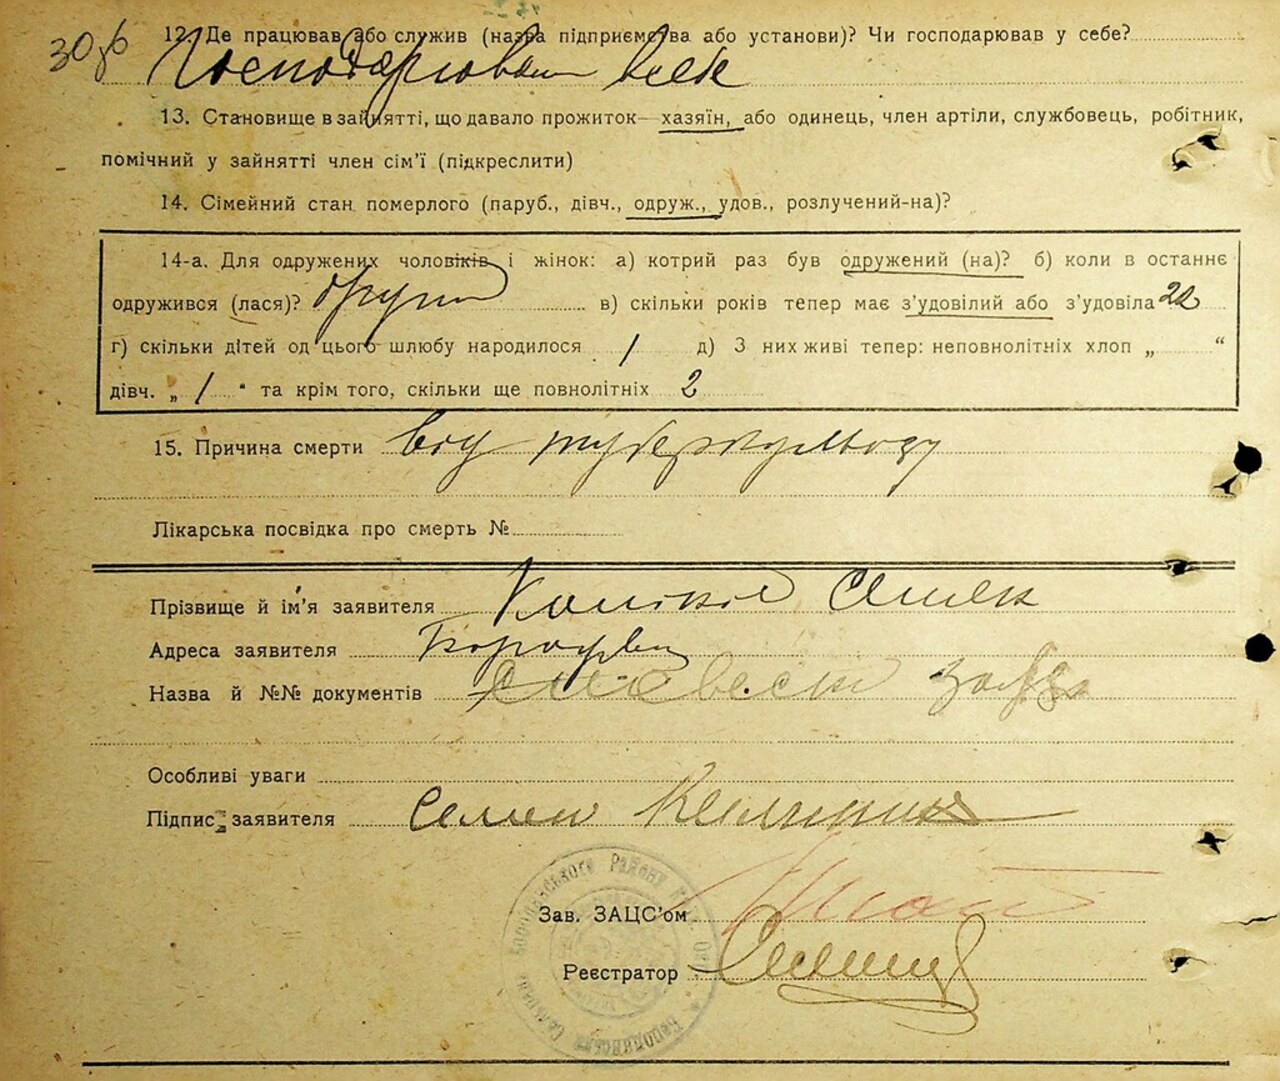 12. Де працював або служив (назва підприємства або установи)? Чи господарював у себе?
Господарював в себе
13. Становище в зайнятті, що давало прожиток— хазяїн, або одинець, член артілі, службовець, робітник,
помічний у зайнятті член сім'ї (підкреслити)
14. Сімейний стан померлого (паруб., дівч., одруж., удов., розлучений-на)?
14-а. Для одружених чоловіків і жінок: а) котрий раз був одружений (на)? б) коли в останнє
одружився (лася)? в) скільки років тепер має з'удовілий або з'удовіла 22
г) скільки дітей од цього шлюбу народилося 1 д) З них живі тепер: неповнолітніх хлоп „ “
дівч. „ 1 “ та крім того, скільки ще повнолітніх 2
15. Причина смерти від туберкульозу
Лікарська посвідка про смерть №
Прізвище й ім'я заявителя
Адреса заявителя
Назва й №№ документів
Особливі уваги
Підпис заявителя Семен
Зав. ЗАЦС'ом
Реєстратор